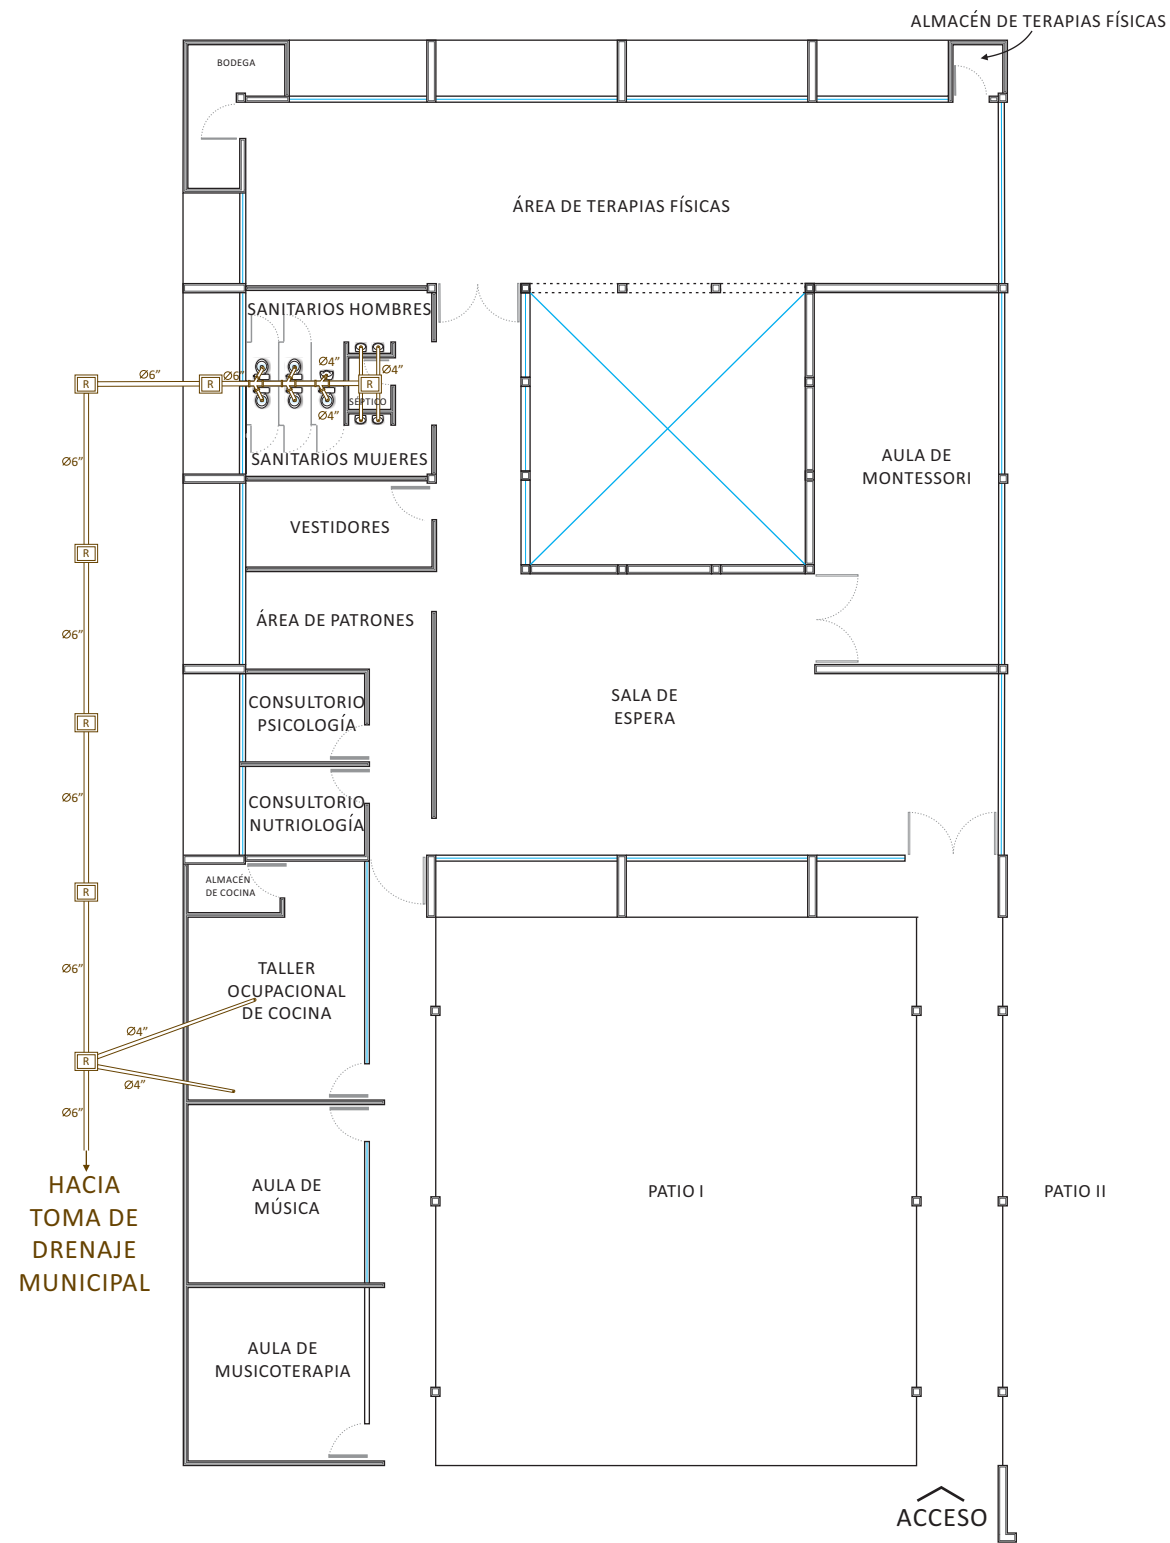 ALMACÉN DE TERAPIAS FÍSICAS
BODEGA
ÁREA DE TERAPIAS FÍSICAS
SANITARIOS HOMBRES
Ø4”
Ø4”
Ø6”
Ø6”
R
R
R
SÉPTICO
Ø4”
SANITARIOS MUJERES
Ø6”
AULA DE
MONTESSORI
VESTIDORES
R
ÁREA DE PATRONES
Ø6”
SALA DE
ESPERA
CONSULTORIO
PSICOLOGÍA
R
Ø6”
CONSULTORIO
NUTRIOLOGÍA
ALMACÉN
DE COCINA
R
Ø6”
TALLER
OCUPACIONAL
DE COCINA
Ø4”
R
Ø4”
Ø6”
HACIA
TOMA DE
DRENAJE
MUNICIPAL
AULA DE
MÚSICA
PATIO I
PATIO II
AULA DE
MUSICOTERAPIA
ACCESO